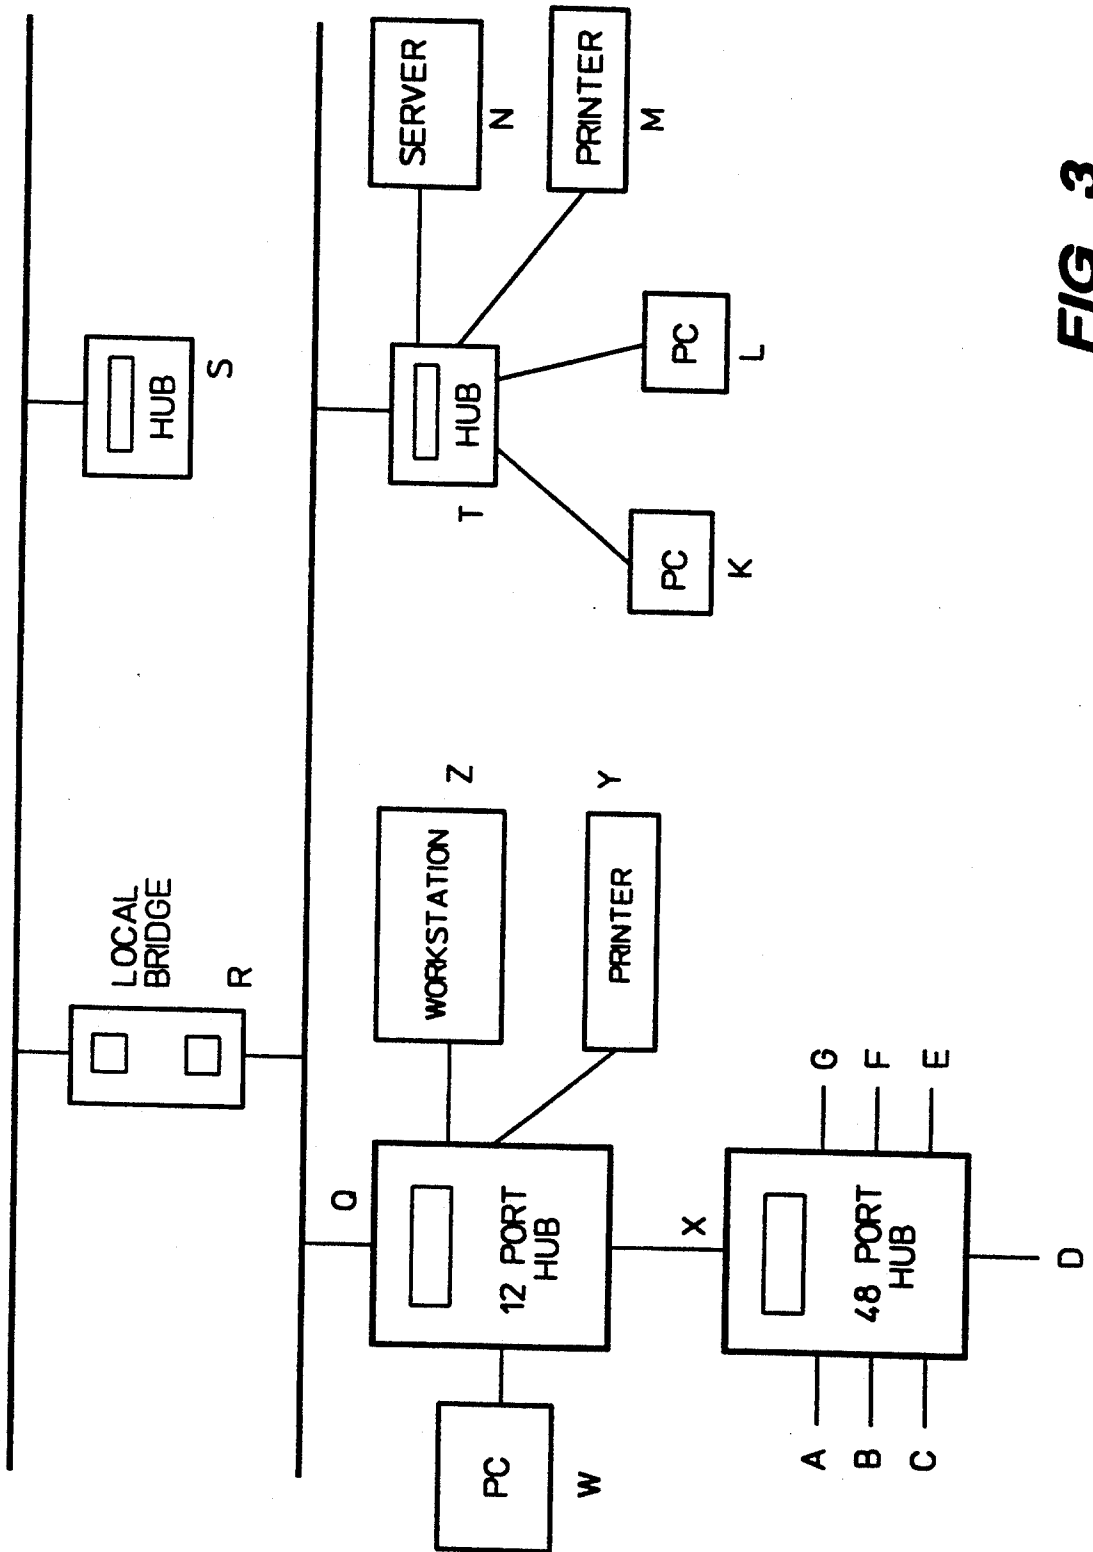 LOCAL
BRIDGE
R
HUB
S
Q
12 PORT
HUB
PC
W
WORKSTATION
Z
PRINTER
Y
X
48 PORT
HUB
A
B
C
D
E
F
G
HUB
T
SERVER
N
PRINTER
M
PC
L
PC
K
FIG 3